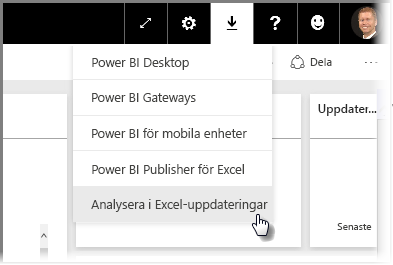 Power BI Desktop
Dela
Power BI Gateways
Uppdater...
Power BI för mobila enheter
Power BI Publisher för Excel
Analysera i Excel-uppdateringar
Senaste